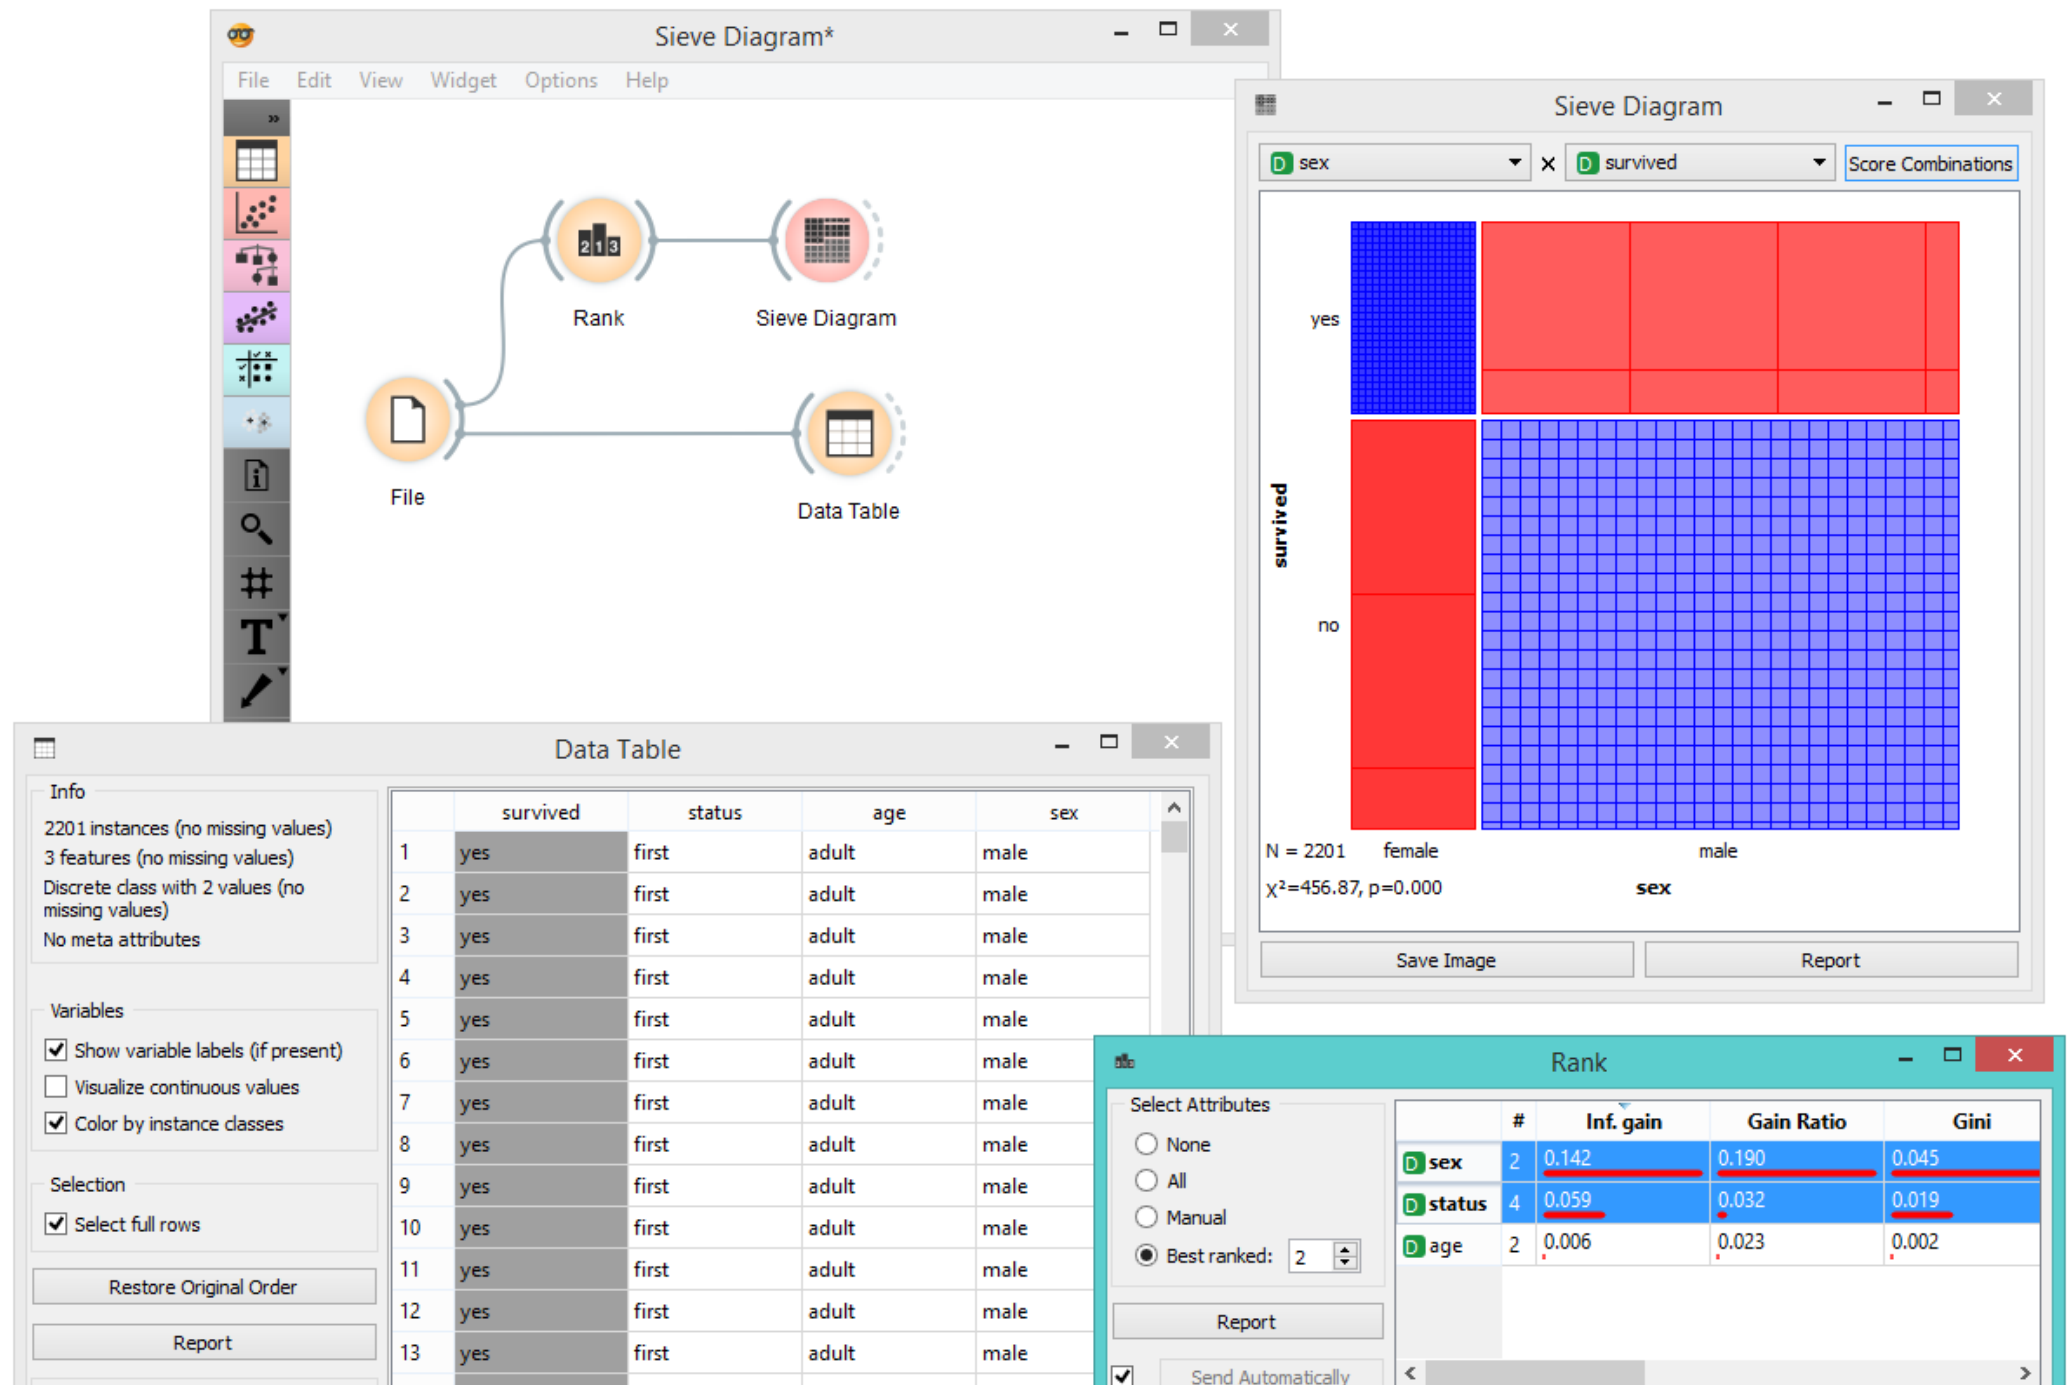 Sieve Diagram*
File Edit View Widget Options Help
»
213
Rank
Sieve Diagram
File
Data Table
Sieve Diagram
D sex
×
D survived
Score Combinations
yes
survived
no
N = 2201 female male
χ²=456.87, p=0.000 sex
Save Image Report
Data Table
Info
2201 instances (no missing values)
3 features (no missing values)
Discrete class with 2 values (no
missing values)
No meta attributes
Variables
Show variable labels (if present)
Visualize continuous values
Color by instance classes
Selection
Select full rows
Restore Original Order
Report
survived status age sex
1 yes first adult male
2 yes first adult male
3 yes first adult male
4 yes first adult male
5 yes first adult male
6 yes first adult male
7 yes first adult male
8 yes first adult male
9 yes first adult male
10 yes first adult male
11 yes first adult male
12 yes first adult male
13 yes first adult male
Rank
Select Attributes
None
All
Manual
Best ranked: 2
Report
Send Automatically
# Inf. gain Gain Ratio Gini
D sex 2 0.142 0.190 0.045
D status 4 0.059 0.032 0.019
D age 2 0.006 0.023 0.002